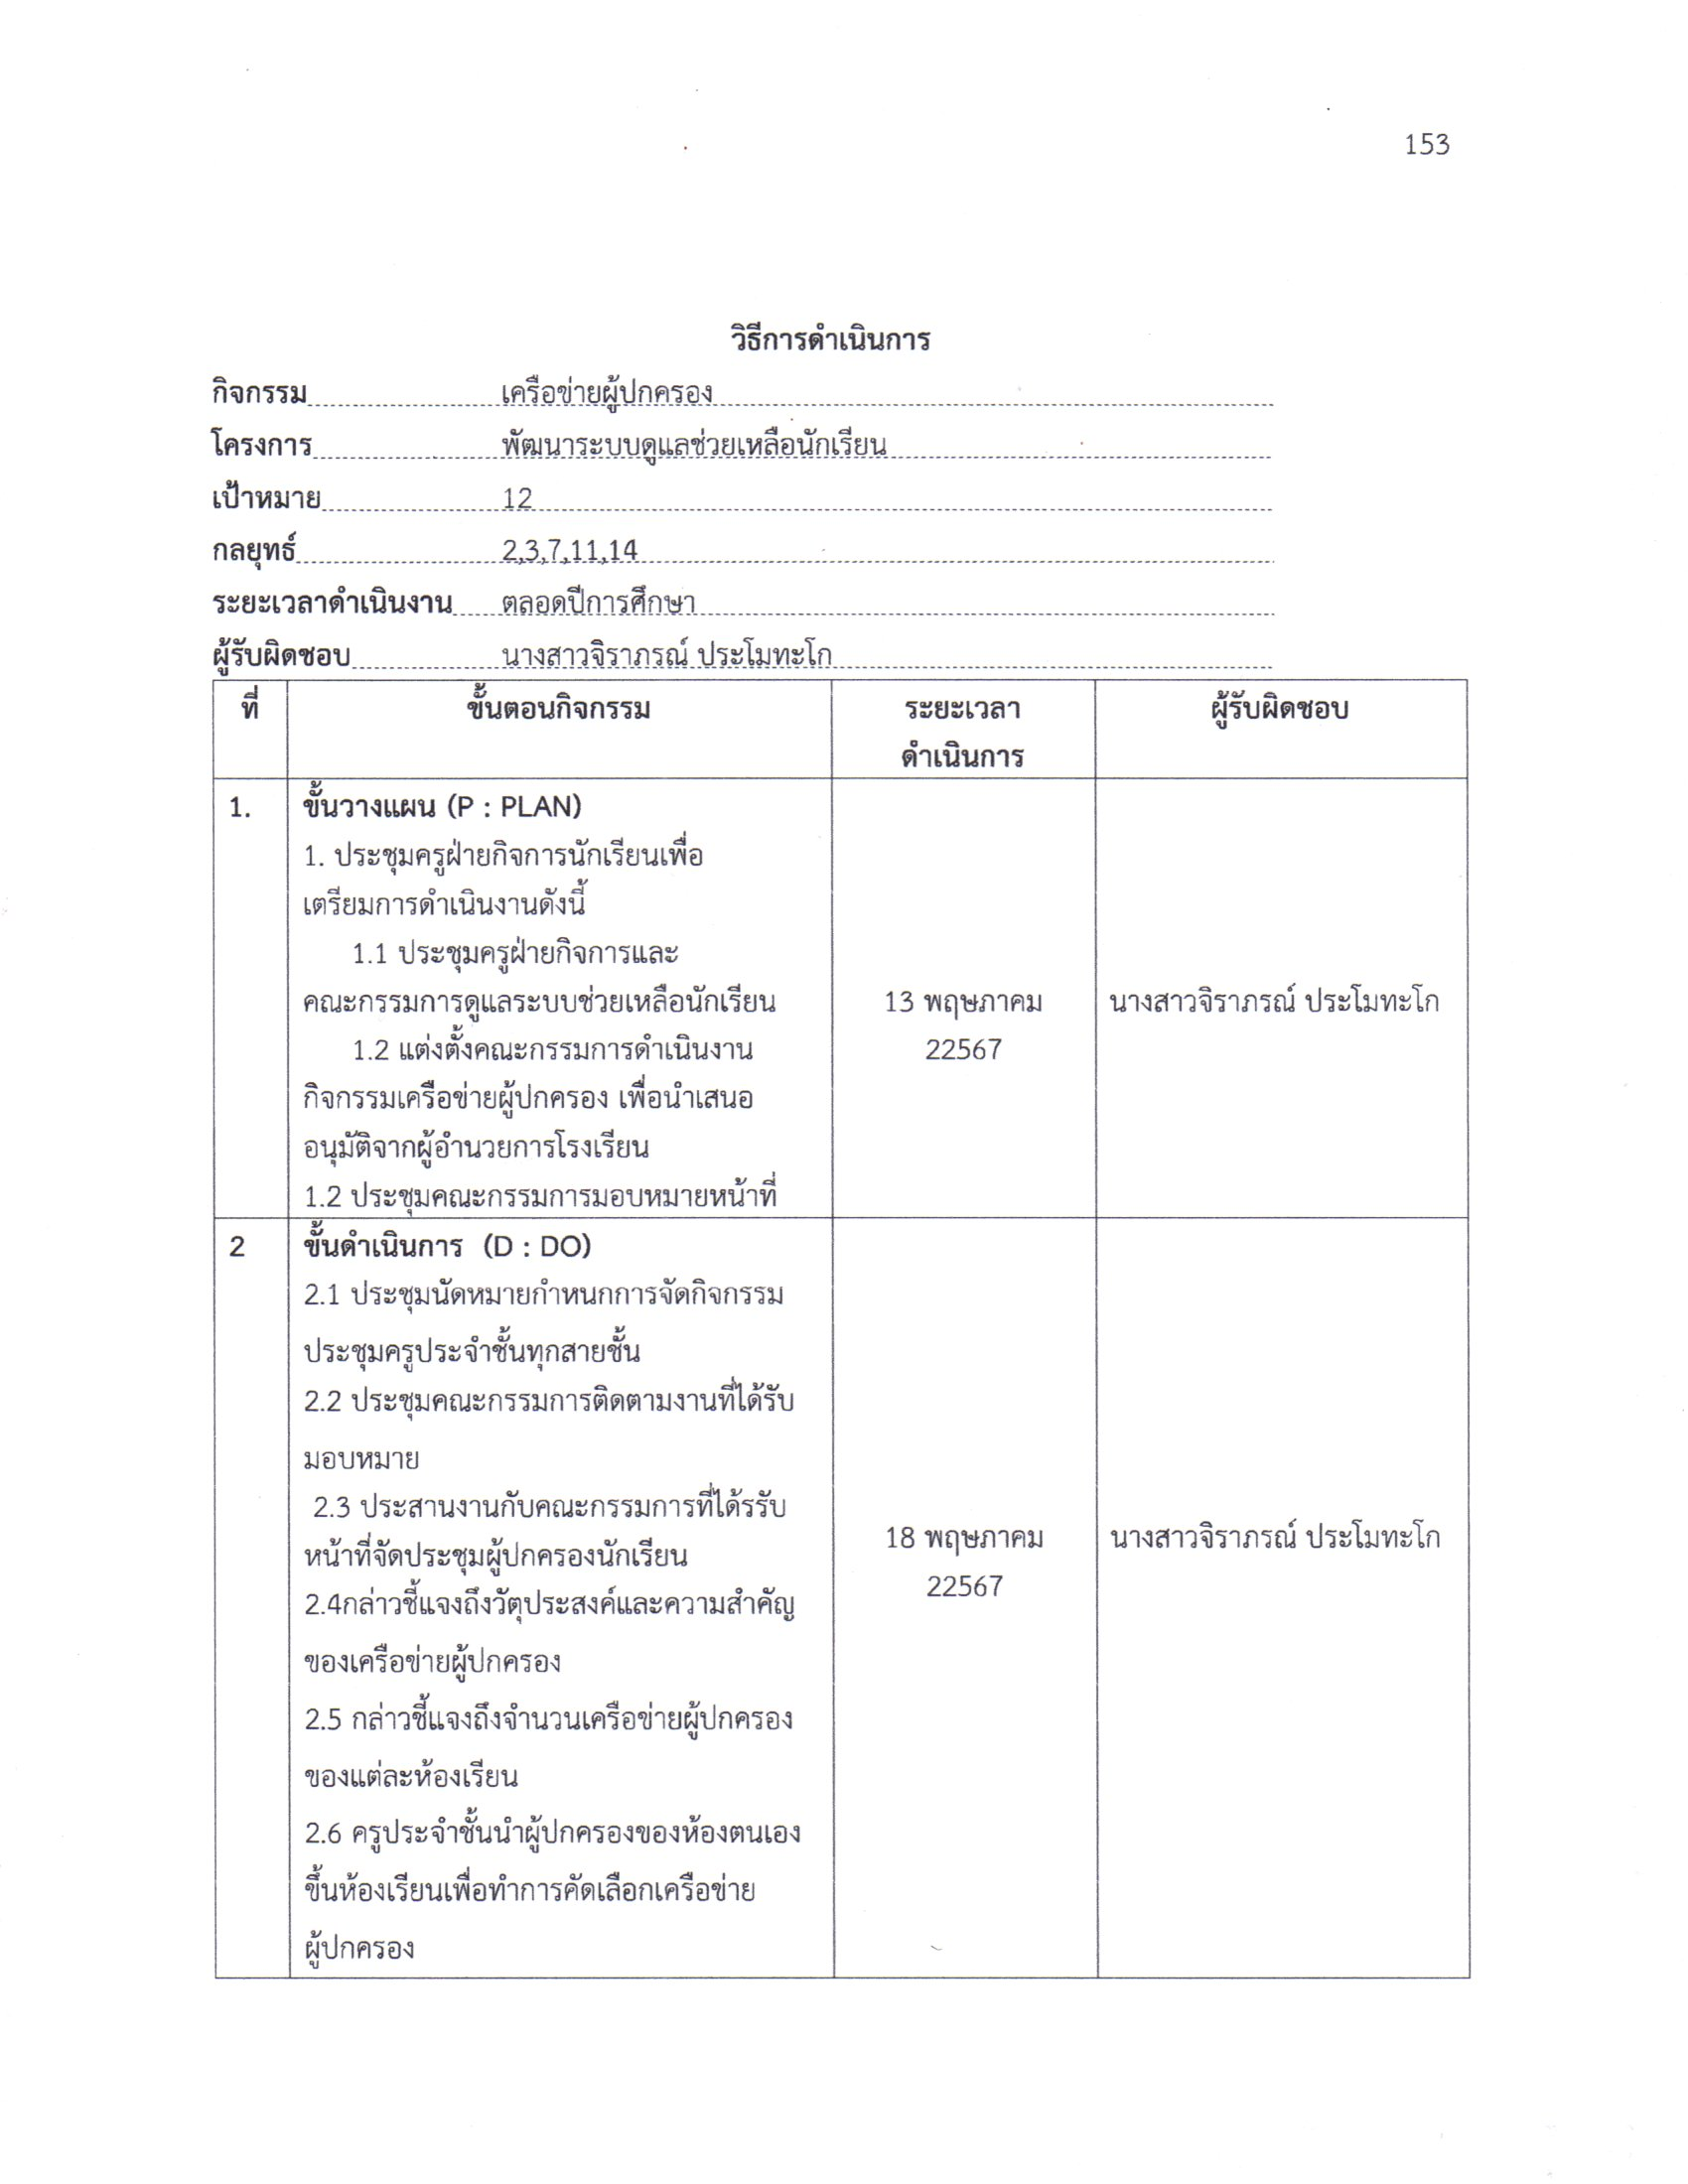 153
วิธีการดำเนินการ
กิจกรรม เครือข่ายผู้ปกครอง
โครงการ พัฒนาระบบดูแลช่วยเหลือนักเรียน
เป้าหมาย 12
กลยุทธ์ 2,3,7,11,14
ระยะเวลาดำเนินงาน ตลอดปีการศึกษา
ผู้รับผิดชอบ นางสาวจิราภรณ์ ประโมทะโก
ที่ ขั้นตอนกิจกรรม ระยะเวลา ผู้รับผิดชอบ
ดำเนินการ
1. ขั้นวางแผน (P : PLAN)
1. ประชุมครูฝ่ายกิจการนักเรียนเพื่อ
เตรียมการดำเนินงานดังนี้
1.1 ประชุมครูฝ่ายกิจการและ
คณะกรรมการดูแลระบบช่วยเหลือนักเรียน 13 พฤษภาคม นางสาวจิราภรณ์ ประโมทะโก
1.2 แต่งตั้งคณะกรรมการดำเนินงาน 22567
กิจกรรมเครือข่ายผู้ปกครอง เพื่อนำเสนอ
อนุมัติจากผู้อำนวยการโรงเรียน
1.2 ประชุมคณะกรรมการมอบหมายหน้าที่
2 ขั้นดำเนินการ (D : DO)
2.1 ประชุมนัดหมายกำหนกการจัดกิจกรรม
ประชุมครูประจำชั้นทุกสายชั้น
2.2 ประชุมคณะกรรมการติดตามงานที่ได้รับ
มอบหมาย
2.3 ประสานงานกับคณะกรรมการที่ได้รรับ
หน้าที่จัดประชุมผู้ปกครองนักเรียน 18 พฤษภาคม นางสาวจิราภรณ์ ประโมทะโก
2.4กล่าวชี้แจงถึงวัตุประสงค์และความสำคัญ 22567
ของเครือข่ายผู้ปกครอง
2.5 กล่าวชี้แจงถึงจำนวนเครือข่ายผู้ปกครอง
ของแต่ละห้องเรียน
2.6 ครูประจำชั้นนำผู้ปกครองของห้องตนเอง
ขึ้นห้องเรียนเพื่อทำการคัดเลือกเครือข่าย
ผู้ปกครอง